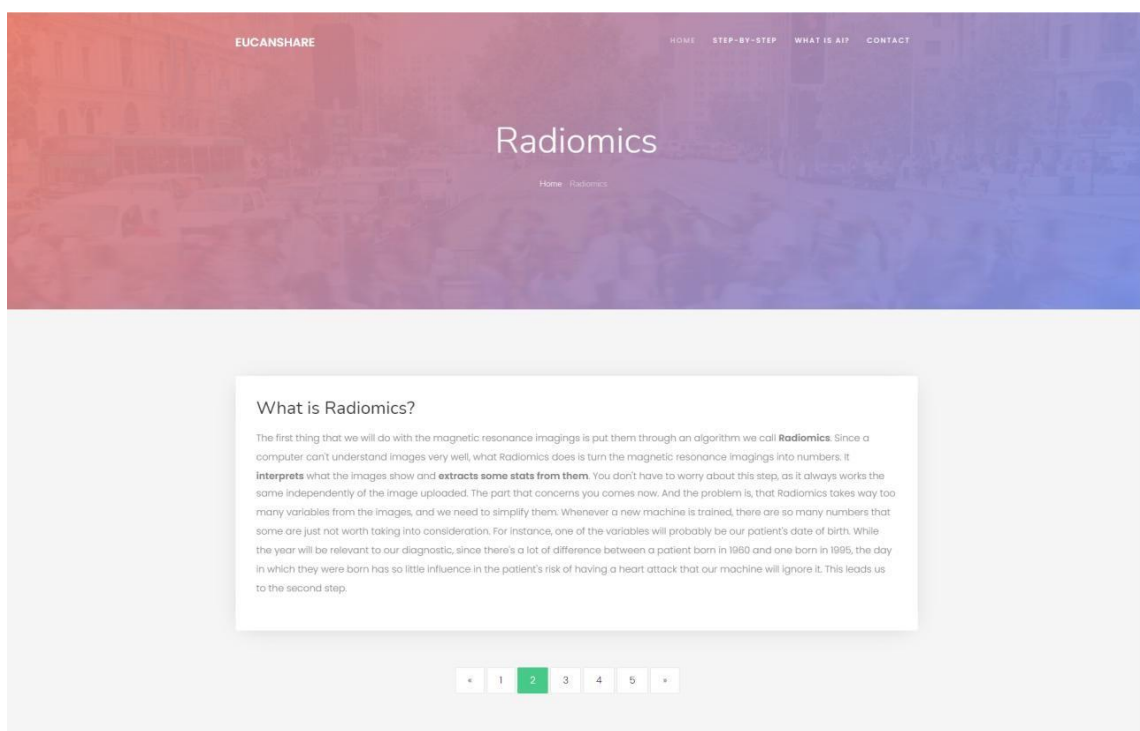 EUCANSHARE
HOME STEP-BY-STEP WHAT IS AI? CONTACT
Radiomics
Home Radiomics
What is Radiomics?
The first thing that we will do with the magnetic resonance imagings is put them through an algorithm we call Radiomics. Since a
computer can't understand images very well, what Radiomics does is turn the magnetic resonance imagings into numbers. It
interprets what the images show and extracts some stats from them. You don't have to worry about this step, as it always works the
same independently of the image uploaded. The part that concerns you comes now. And the problem is, that Radiomics takes way too
many variables from the images, and we need to simplify them: Whenever a new machine is trained, there are so many numbers that
some are just not worth taking into consideration. For instance, one of the variables will probably be our patient's date of birth. While
the year will be relevant to our diagnostic, since there's a lot of difference between a patient born in 1960 and one born in 1995, the day
in which they were born has so little influence in the patient's risk of having a heart attack that our machine will ignore it. This leads us
to the second step.
« 1 2 3 4 5 »